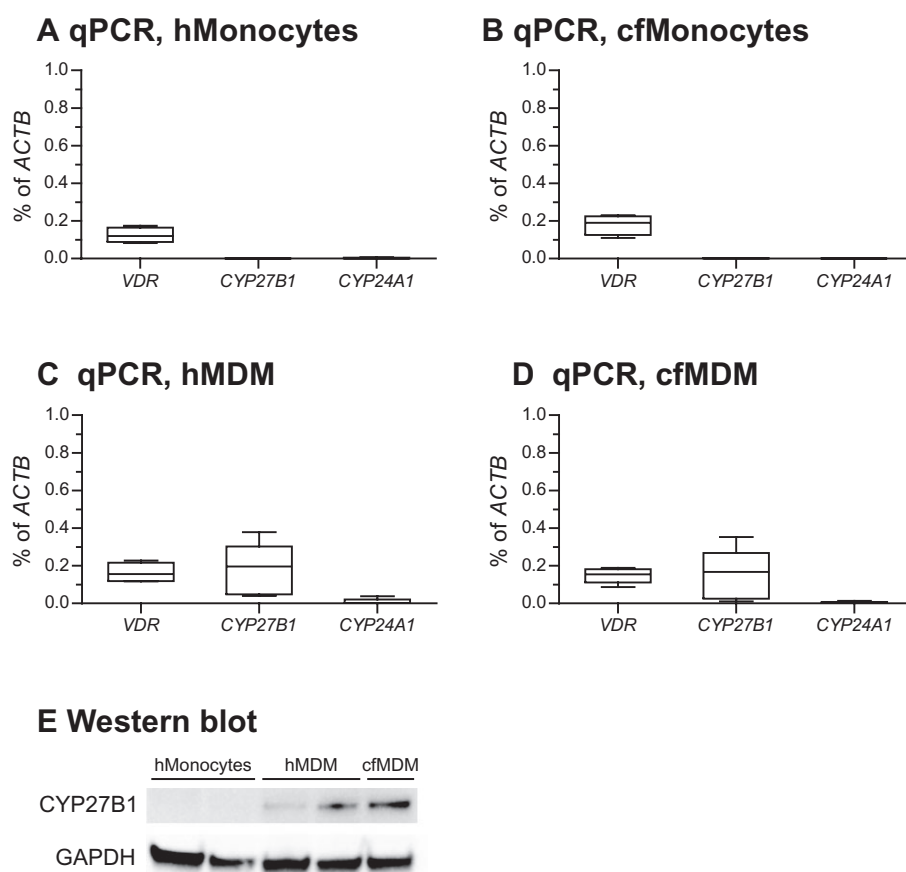 A qPCR, hMonocytes
% of ACTB
1.0
0.8
0.6
0.4
0.2
0.0
VDR CYP27B1 CYP24A1
B qPCR, cfMonocytes
% of ACTB
1.0
0.8
0.6
0.4
0.2
0.0
VDR CYP27B1 CYP24A1
C qPCR, hMDM
% of ACTB
1.0
0.8
0.6
0.4
0.2
0.0
VDR CYP27B1 CYP24A1
D qPCR, cfMDM
% of ACTB
1.0
0.8
0.6
0.4
0.2
0.0
VDR CYP27B1 CYP24A1
E Western blot
hMonocytes hMDM cfMDM
CYP27B1
GAPDH